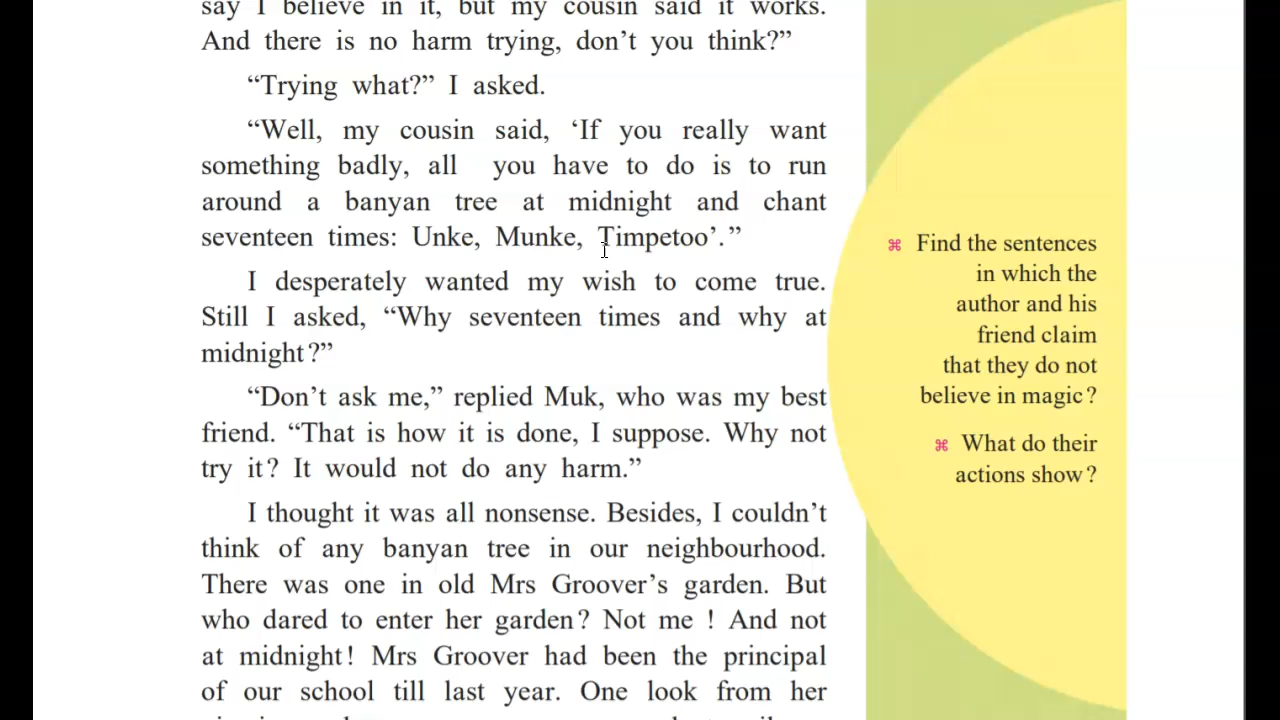 say I believe in it, but my cousin said it works.
And there is no harm trying, don’t you think?”
“Trying what?” I asked.
“Well, my cousin said, ‘If you really want
something badly, all you have to do is to run
around a banyan tree at midnight and chant
seventeen times: Unke, Munke, Timpetoo’.”
I desperately wanted my wish to come true.
Still I asked, “Why seventeen times and why at
midnight?”
“Don’t ask me,” replied Muk, who was my best
friend. “That is how it is done, I suppose. Why not
try it? It would not do any harm.”
I thought it was all nonsense. Besides, I couldn’t
think of any banyan tree in our neighbourhood.
There was one in old Mrs Groover’s garden. But
who dared to enter her garden? Not me ! And not
at midnight! Mrs Groover had been the principal
of our school till last year. One look from her
⌘ Find the sentences
in which the
author and his
friend claim
that they do not
believe in magic?
⌘ What do their
actions show?